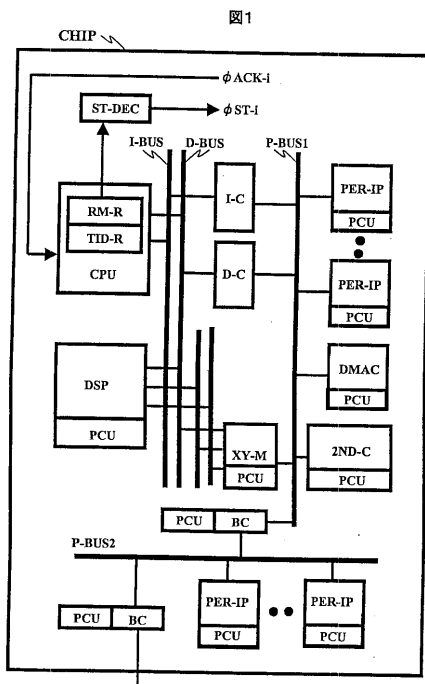 図1
CHIP
φACK-i
ST-DEC
φST-i
I-BUS
D-BUS
P-BUS1
RM-R
TID-R
CPU
I-C
D-C
PER-IP
PCU
PER-IP
PCU
DSP
PCU
XY-M
PCU
DMAC
PCU
2ND-C
PCU
PCU
BC
P-BUS2
PCU
BC
PER-IP
PCU
PER-IP
PCU